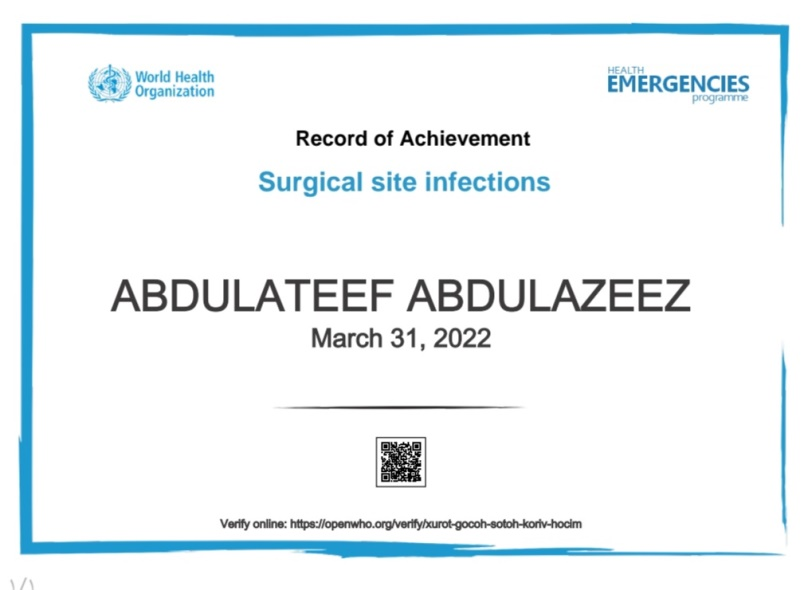 World Health
Organization
HEALTH
EMERGENCIES
programme
Record of Achievement
Surgical site infections
ABDULATEEF ABDULAZEEZ
March 31, 2022
Verify online: https://openwho.org/verify/xurot-gocoh-sotoh-koriv-hocim